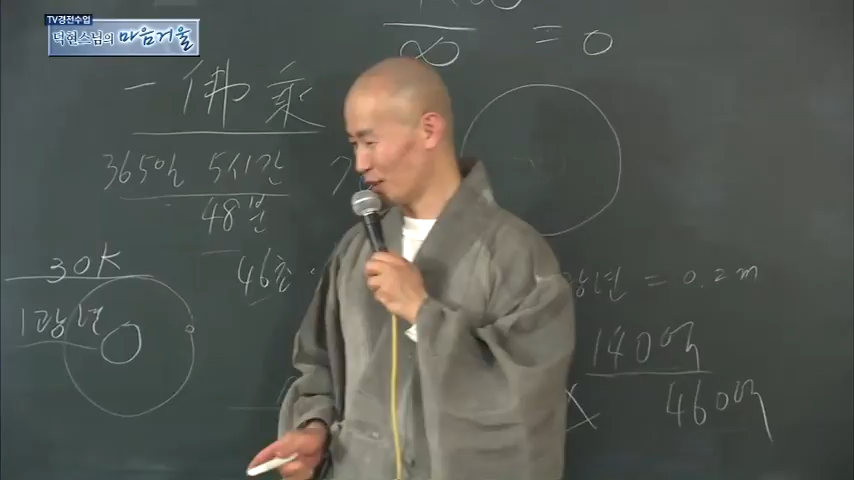 TV경전수업
덕현스님의 마음거울
∞ = 0
一佛乘
365일 5시간
48분
46초
30K
1광년
광년 = 0.2m
140억
460억